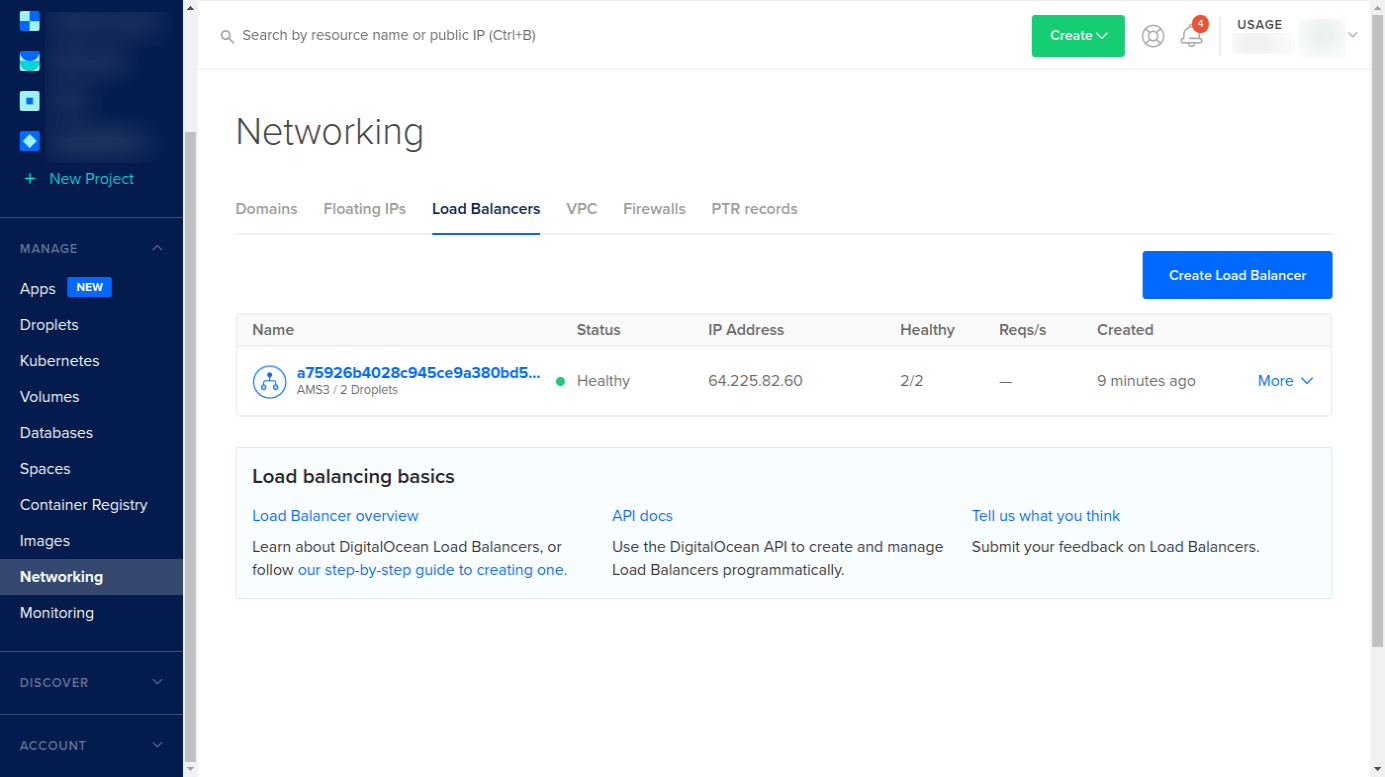 Search by resource name or public IP (Ctrl+B)
Create
4
USAGE
New Project
MANAGE
Apps NEW
Droplets
Kubernetes
Volumes
Databases
Spaces
Container Registry
Images
Networking
Monitoring
DISCOVER
ACCOUNT
Networking
Domains Floating IPs Load Balancers VPC Firewalls PTR records
Create Load Balancer
Name Status IP Address Healthy Reqs/s Created
a75926b4028c945ce9a380bd5... Healthy 64.225.82.60 2/2 — 9 minutes ago More
AMS3 / 2 Droplets
Load balancing basics
Load Balancer overview
Learn about DigitalOcean Load Balancers, or
follow our step-by-step guide to creating one.
API docs
Use the DigitalOcean API to create and manage
Load Balancers programmatically.
Tell us what you think
Submit your feedback on Load Balancers.